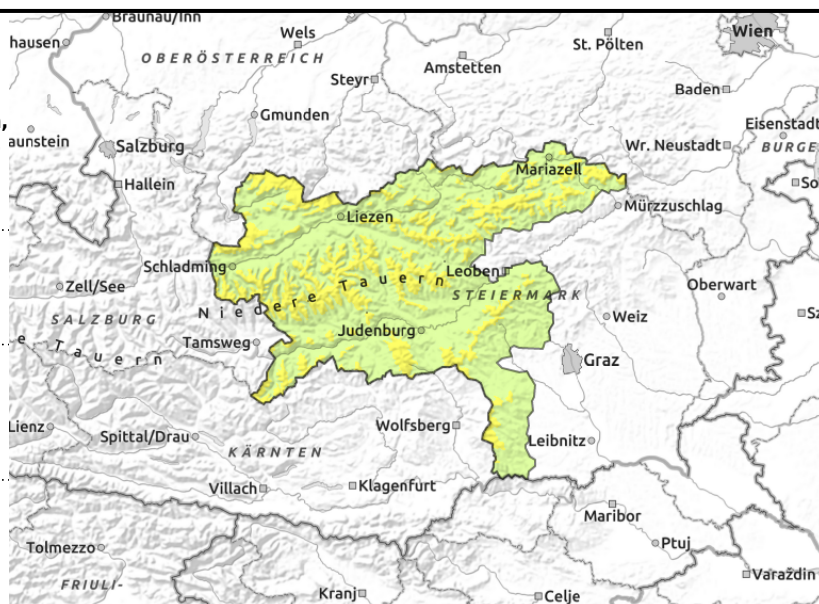 Braunau/Inn
hausen
Wels
Wien
St. Pölten
OBERÖSTERREICH
Amstetten
Steyr
Baden
Gmunden
Eisenstadt
aunstein
Salzburg
Wr. Neustadt
BURGE
Mariazell
Hallein
So
Mürzzuschlag
Liezen
Schladming
Leoben
Zell/See
Niedere Tauern
STEIERMARK
Oberwart
SALZBURG
Weiz
Sz
Judenburg
Tamsweg
e Tauern
Graz
Lienz
Wolfsberg
Spittal/Drau
Leibnitz
KÄRNTEN
Villach
Klagenfurt
Maribor
Tolmezzo
Ptuj
Varaždin
FRIULI-
Kranj
Celje